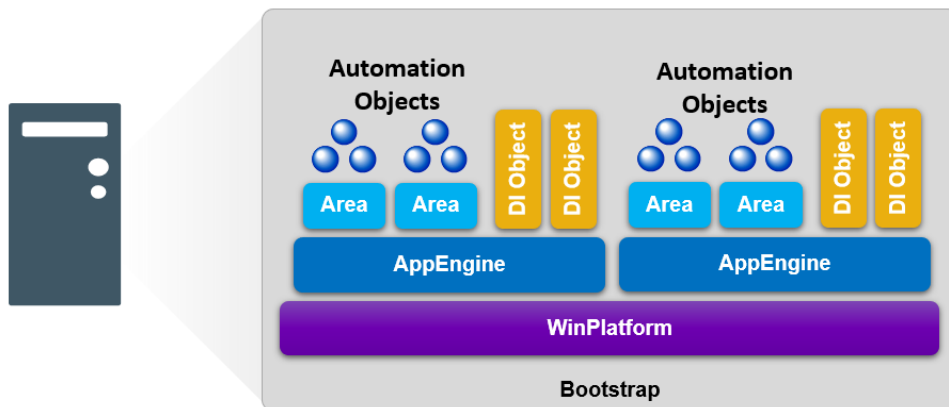 Automation
Objects
Automation
Objects
Area
Area
DI Object
DI Object
Area
Area
DI Object
DI Object
AppEngine
AppEngine
WinPlatform
Bootstrap